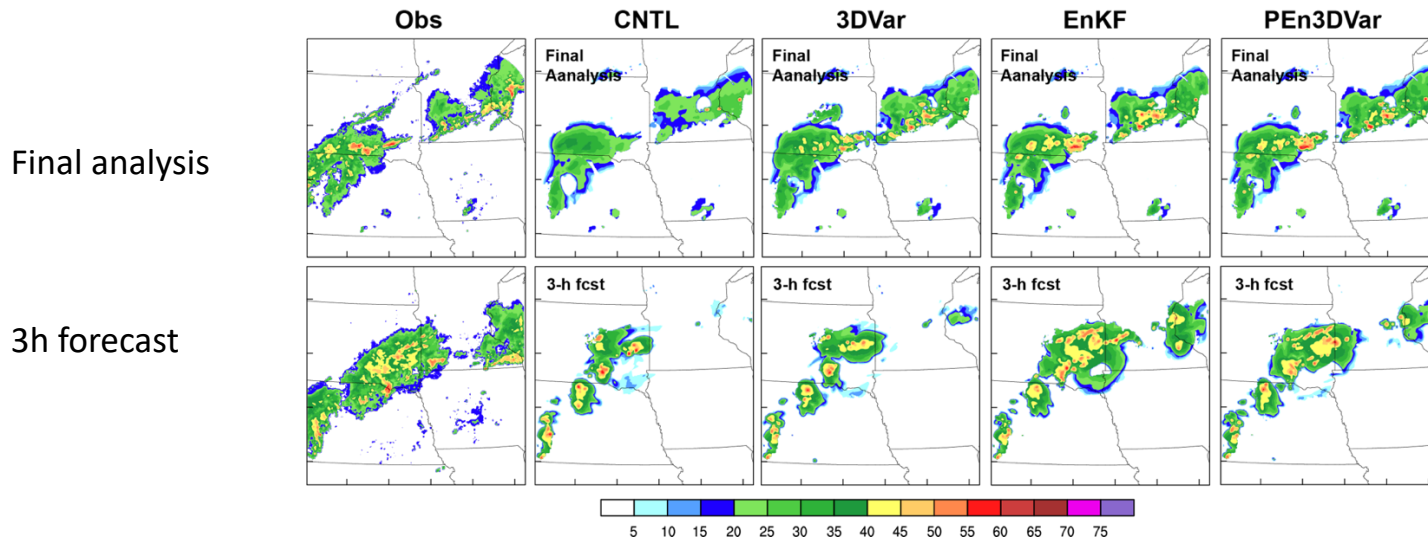 Obs CNTL 3DVar EnKF PEn3DVar
Final analysis
Final
Aanalysis
Final
Aanalysis
Final
Aanalysis
Final
Aanalysis
3h forecast
3-h fcst 3-h fcst 3-h fcst 3-h fcst
5 10 15 20 25 30 35 40 45 50 55 60 65 70 75